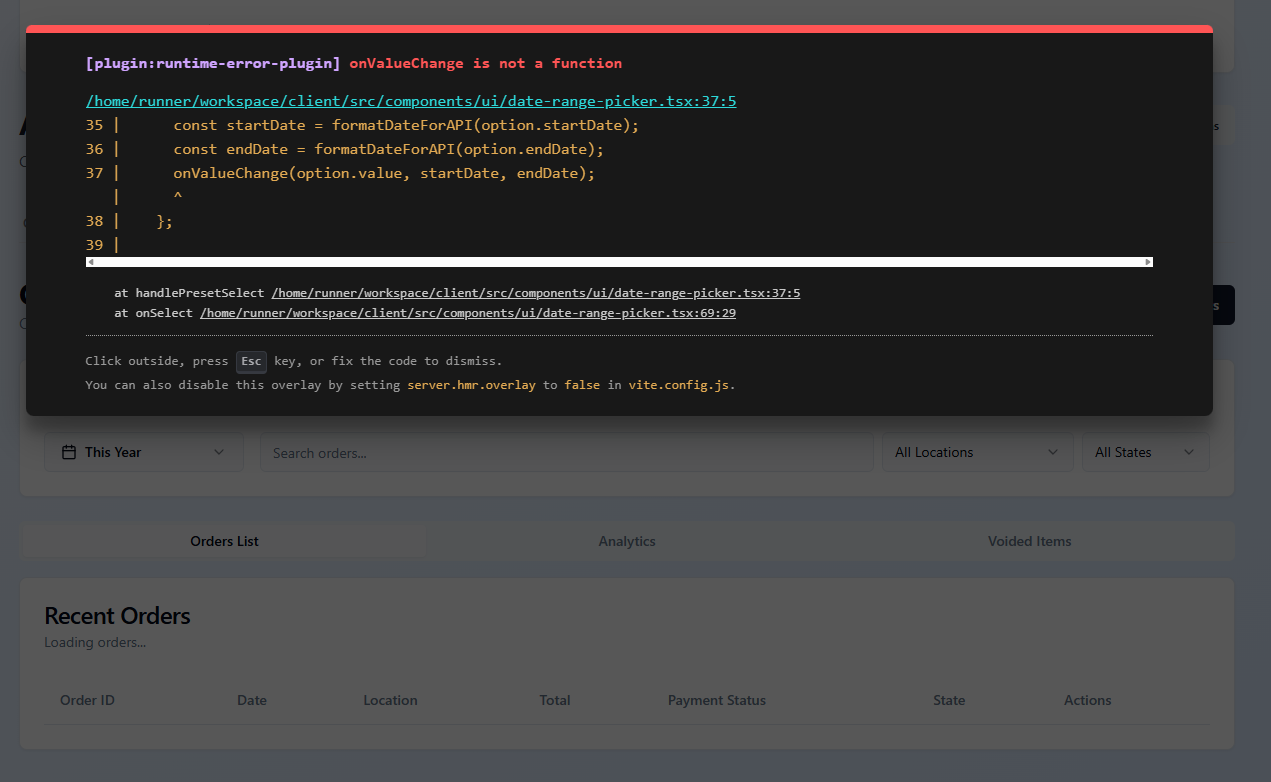 [plugin:runtime-error-plugin] onValueChange is not a function
/home/runner/workspace/client/src/components/ui/date-range-picker.tsx:37:5
35 |      const startDate = formatDateForAPI(option.startDate);
36 |      const endDate = formatDateForAPI(option.endDate);
37 |      onValueChange(option.value, startDate, endDate);
   |      ^
38 |    };
39 |
at handlePresetSelect /home/runner/workspace/client/src/components/ui/date-range-picker.tsx:37:5
at onSelect /home/runner/workspace/client/src/components/ui/date-range-picker.tsx:69:29
Click outside, press Esc key, or fix the code to dismiss.
You can also disable this overlay by setting server.hmr.overlay to false in vite.config.js.
This Year
Search orders...
All Locations
All States
Orders List
Analytics
Voided Items
Recent Orders
Loading orders...
Order ID
Date
Location
Total
Payment Status
State
Actions